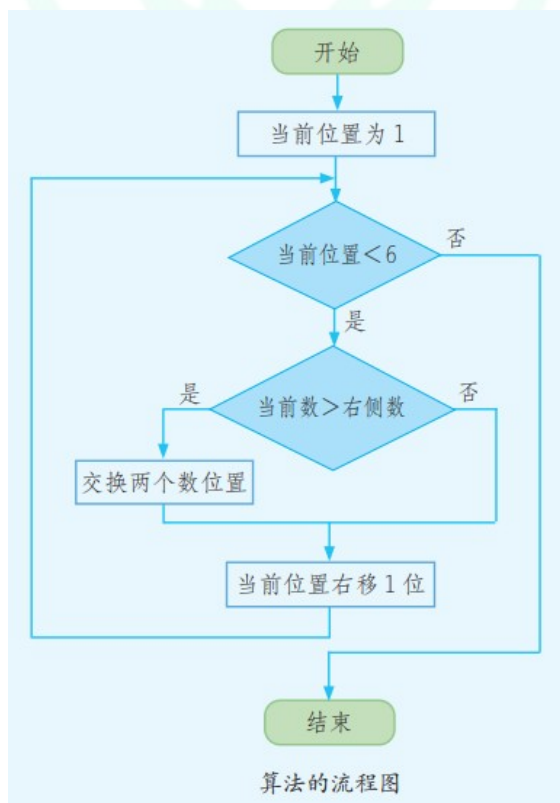 开始
当前位置为1
当前位置<6
否
是
当前数>右侧数
是
否
交换两个数位置
当前位置右移1位
结束
算法的流程图